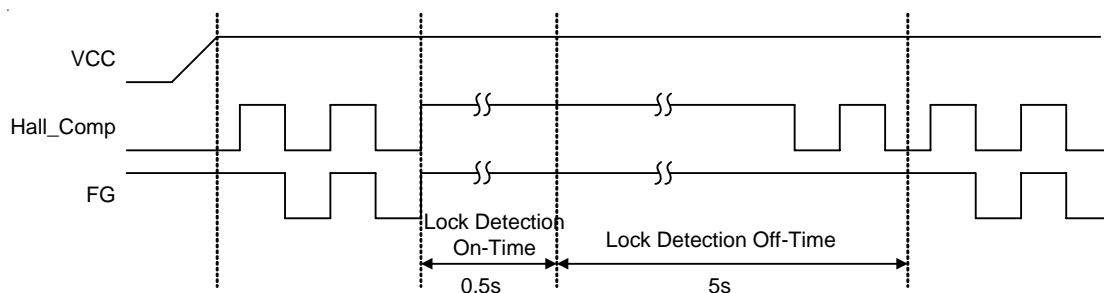 VCC
Hall_Comp
FG
Lock Detection
On-Time
Lock Detection Off-Time
0.5s
5s